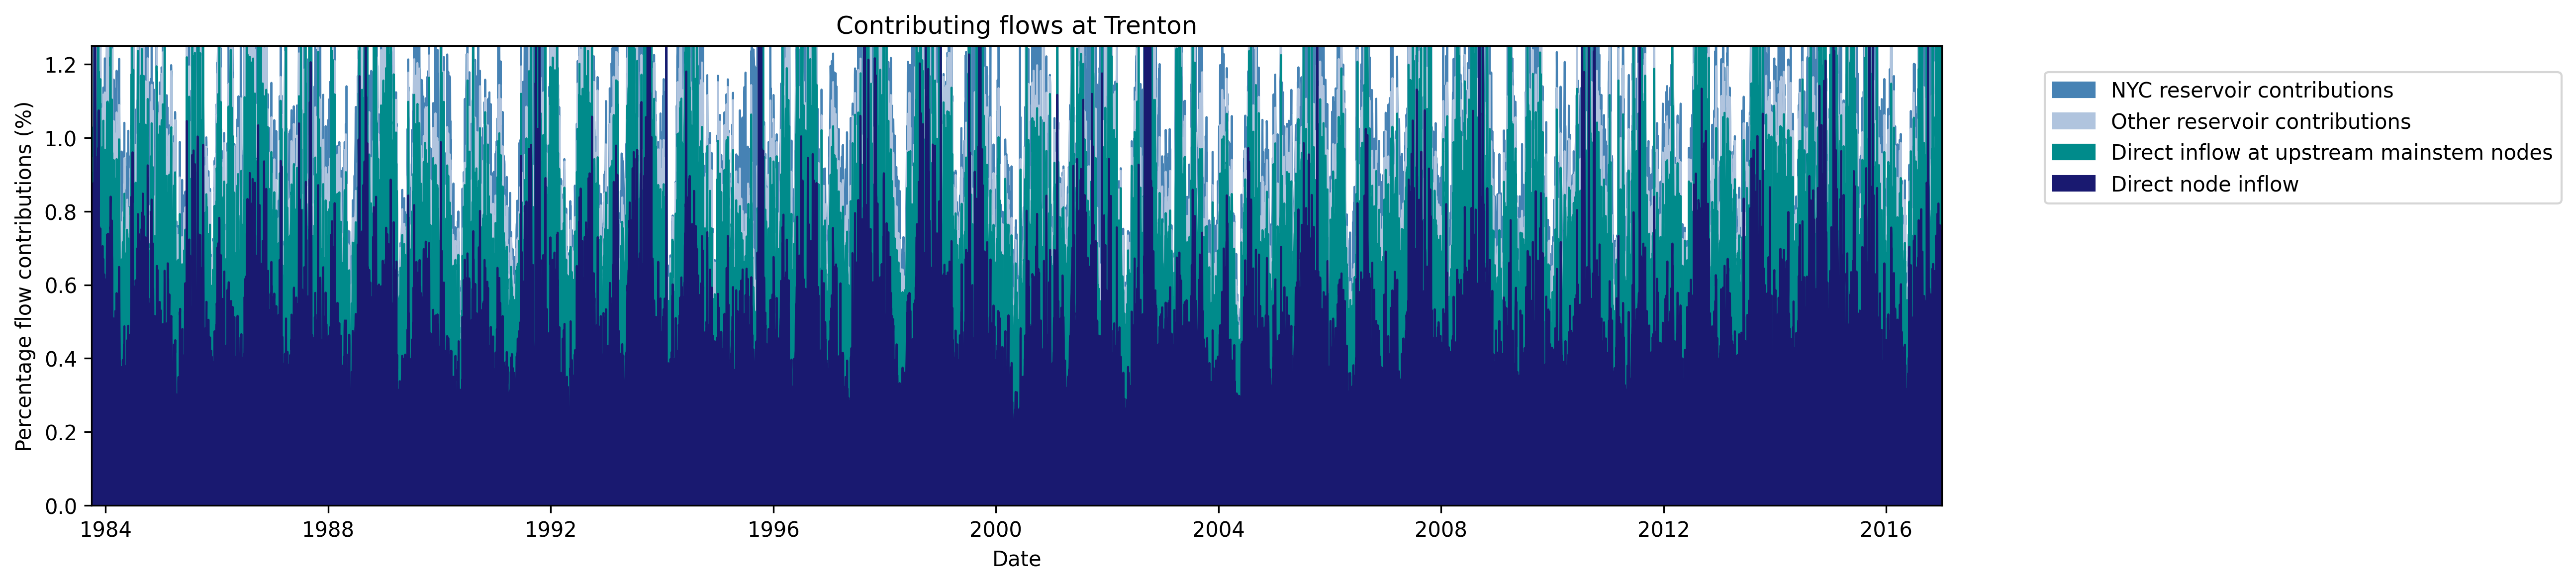 Contributing flows at Trenton
Percentage flow contributions (%)
1.2
1.0
0.8
0.6
0.4
0.2
0.0
1984 1988 1992 1996 2000 2004 2008 2012 2016
Date
NYC reservoir contributions
Other reservoir contributions
Direct inflow at upstream mainstem nodes
Direct node inflow